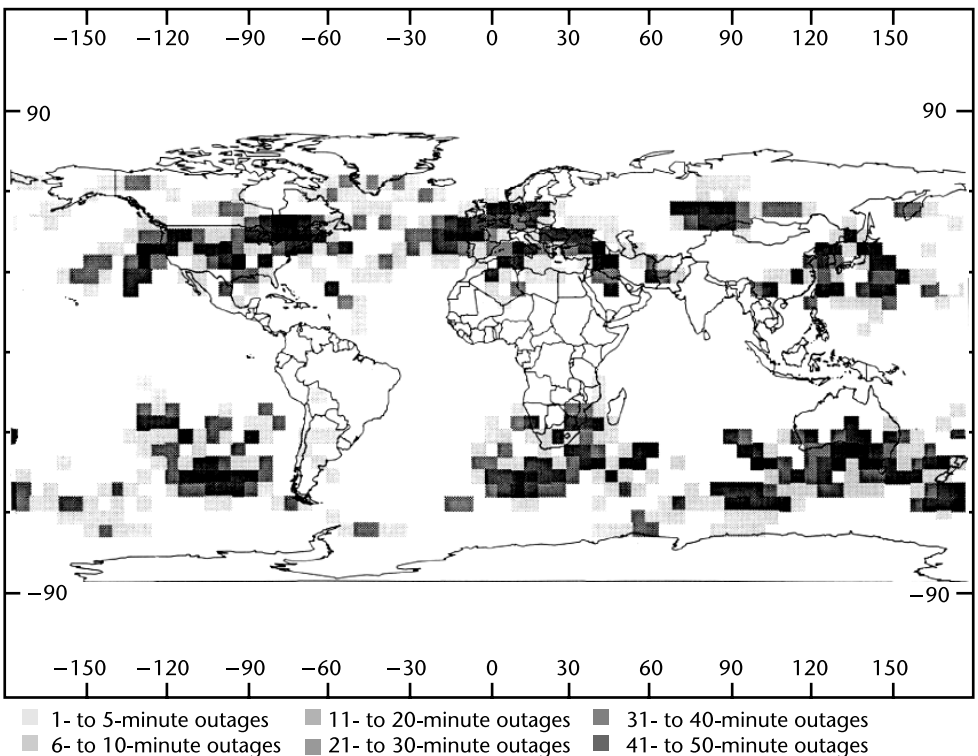 −150 −120 −90 −60 −30 0 30 60 90 120 150
90 90
−90 −90
−150 −120 −90 −60 −30 0 30 60 90 120 150
1- to 5-minute outages 11- to 20-minute outages 31- to 40-minute outages
6- to 10-minute outages 21- to 30-minute outages 41- to 50-minute outages